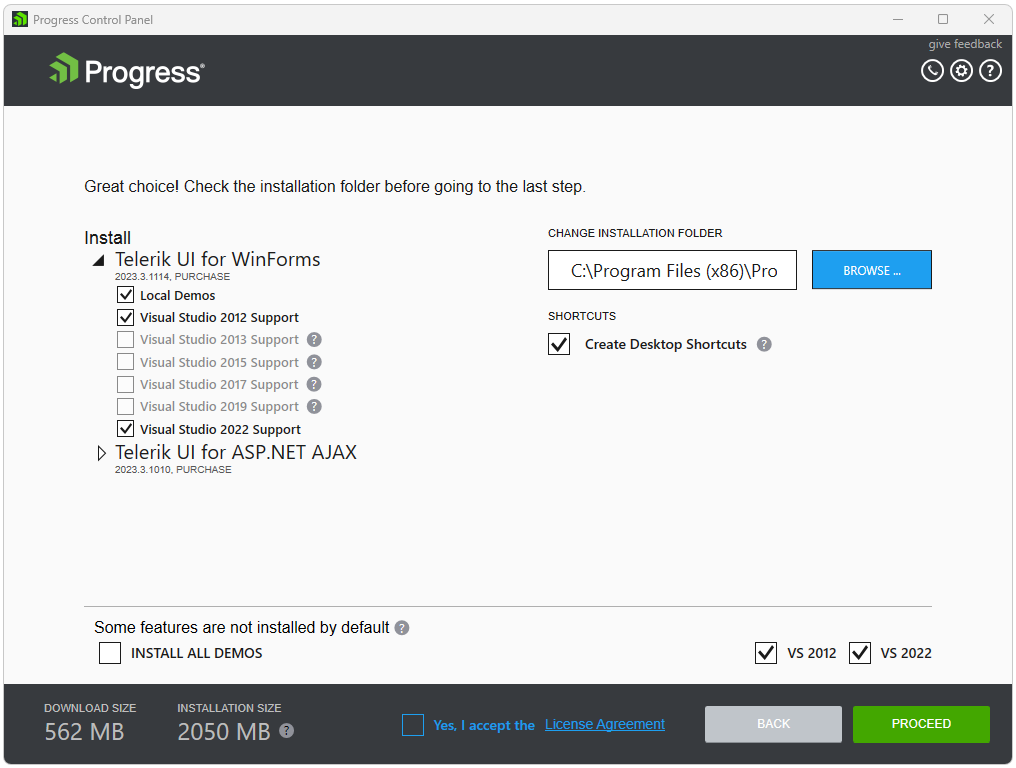 Progress Control Panel
give feedback
Progress®
Great choice! Check the installation folder before going to the last step.
Install
Telerik UI for WinForms
2023.3.1114, PURCHASE
Local Demos
Visual Studio 2012 Support
Visual Studio 2013 Support ?
Visual Studio 2015 Support ?
Visual Studio 2017 Support ?
Visual Studio 2019 Support ?
Visual Studio 2022 Support
Telerik UI for ASP.NET AJAX
2023.3.1010, PURCHASE
CHANGE INSTALLATION FOLDER
C:\Program Files (x86)\Pro
BROWSE ...
SHORTCUTS
Create Desktop Shortcuts ?
Some features are not installed by default ?
INSTALL ALL DEMOS
VS 2012 VS 2022
DOWNLOAD SIZE
562 MB
INSTALLATION SIZE
2050 MB ?
Yes, I accept the License Agreement
BACK
PROCEED